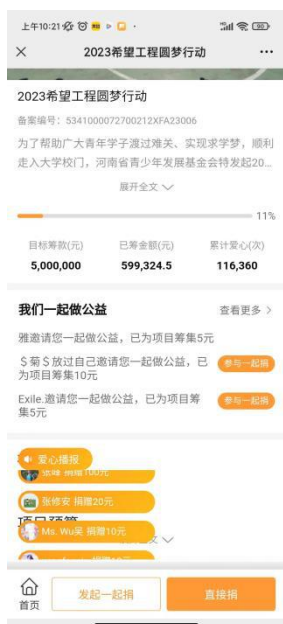 上午10:21
90
2023希望工程圆梦行动
2023希望工程圆梦行动
备案编号：5341000072700212XFA23006
为了帮助广大青年学子渡过难关、实现求学梦，顺利
走入大学校门，河南省青少年发展基金会特发起20...
展开全文
11%
目标筹款(元) 已筹金额(元) 累计爱心(次)
5,000,000 599,324.5 116,360
我们一起做公益 查看更多
雅邀请您一起做公益，已为项目筹集5元
＄菊＄放过自己邀请您一起做公益，已
为项目筹集10元
参与一起捐
Exile.邀请您一起做公益，已为项目筹
集5元
参与一起捐
爱心播报
捐赠100元
张修安 捐赠20元
Ms. Wu吴 捐赠10元
首页
发起一起捐
直接捐